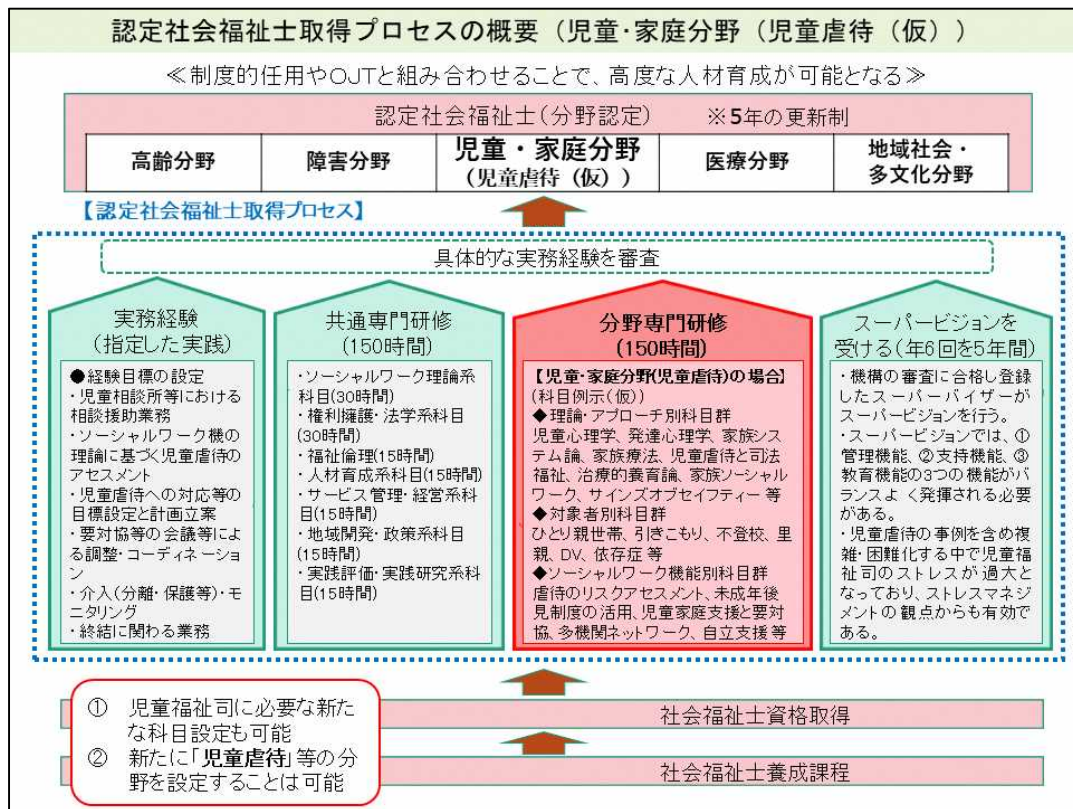 認定社会福祉士取得プロセスの概要（児童･家庭分野（児童虐待（仮））
≪制度的任用やOJTと組み合わせることで、高度な人材育成が可能となる≫
認定社会福祉士(分野認定)　※5年の更新制
高齢分野
障害分野
児童・家庭分野
（児童虐待（仮））
医療分野
地域社会・
多文化分野
【認定社会福祉士取得プロセス】
具体的な実務経験を審査
実務経験
(指定した実践)
●経験目標の設定
・児童相談所等における
相談援助業務
・ソーシャルワーク機の
理論に基づく児童虐待の
アセスメント
・児童虐待への対応等の
目標設定と計画立案
・要対協等の会議等によ
る調整・コーディネーショ
ン
・介入(分離・保護等)・モ
ニタリング
・終結に関わる業務
共通専門研修
(150時間)
・ソーシャルワーク理論系
科目(30時間)
・権利擁護・法学系科目
(30時間)
・福祉倫理(15時間)
・人材育成系科目(15時間)
・サービス管理・経営系科
目(15時間)
・地域開発・政策系科目
(15時間)
・実践評価・実践研究系科
目(15時間)
分野専門研修
(150時間)
【児童・家庭分野(児童虐待)の場合】
(科目例示(仮))
◆理論・アプローチ別科目群
児童心理学、発達心理学、家族シス
テム論、家族療法、児童虐待と司法
福祉、治療的養育論、家族ソーシャル
ワーク、サインズオブセイフティー 等
◆対象者別科目群
ひとり親世帯、引きこもり、不登校、里
親、DV、依存症 等
◆ソーシャルワーク機能別科目群
虐待のリスクアセスメント、未成年後
見制度の活用、児童家庭支援と要対
協、多機関ネットワーク、自立支援 等
スーパービジョンを
受ける(年6回を5年間)
・機構の審査に合格し登録
したスーパーバイザーが
スーパービジョンを行う。
・スーパービジョンでは、①
管理機能、②支持機能、③
教育機能の3つの機能がバ
ランスよ く発揮される必要
がある。
・児童虐待の事例を含め複
雑・困難化する中で児童福
祉司のストレスが過大と
なっており、ストレスマネ
ジメントの観点からも有効で
ある。
①　児童福祉司に必要な新た
な科目設定も可能
②　新たに「児童虐待」等の分
野を設定することは可能
社会福祉士資格取得
社会福祉士養成課程